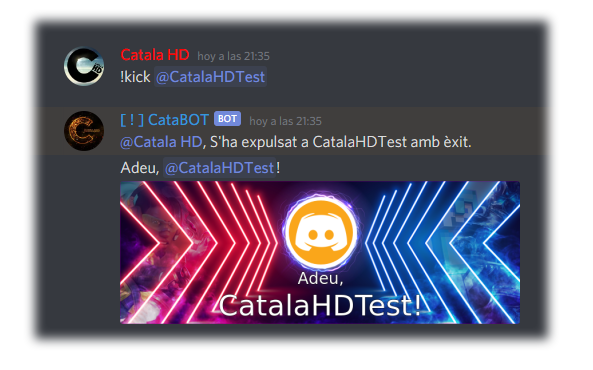 Catala HD hoy a las 21:35
!kick @CatalaHDTest
[ ! ] CataBOT BOT hoy a las 21:35
@Catala HD, S'ha expulsat a CatalaHDTest amb èxit.
Adeu, @CatalaHDTest!
Adeu,
CatalaHDTest!